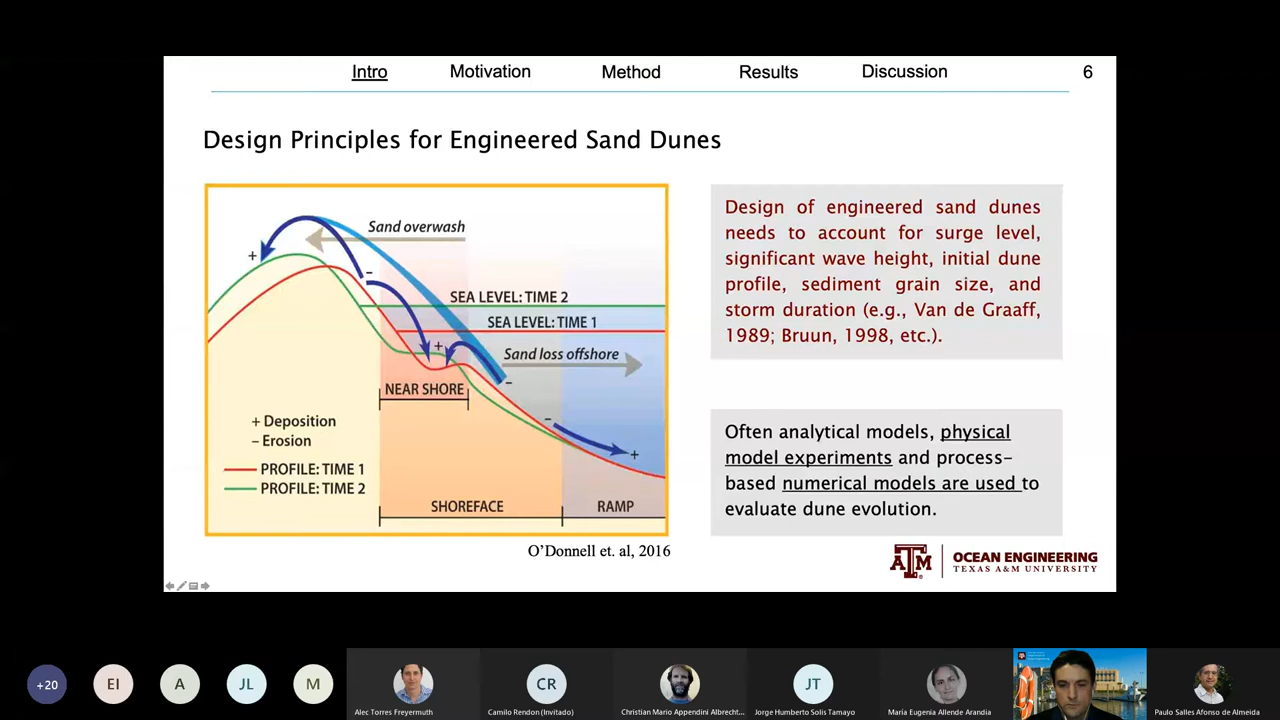 Intro Motivation Method Results Discussion 6
Design Principles for Engineered Sand Dunes
Sand overwash
+
–
SEA LEVEL: TIME 2
SEA LEVEL: TIME 1
+
Sand loss offshore
–
NEAR SHORE
–
+
+ Deposition
– Erosion
PROFILE: TIME 1
PROFILE: TIME 2
SHOREFACE
RAMP
O'Donnell et. al, 2016
Design of engineered sand dunes
needs to account for surge level,
significant wave height, initial dune
profile, sediment grain size, and
storm duration (e.g., Van de Graaff,
1989; Bruun, 1998, etc.).
Often analytical models, physical
model experiments and process-
based numerical models are used to
evaluate dune evolution.
ATM
OCEAN ENGINEERING
TEXAS A&M UNIVERSITY
+20
EI
A
JL
M
Alec Torres Freyermuth
CR
Camilo Rendon (Invitado)
Christian Mario Appendini Albrecht...
JT
Jorge Humberto Solis Tamayo
María Eugenia Allende Arandia
Paulo Salles Afonso de Almeida